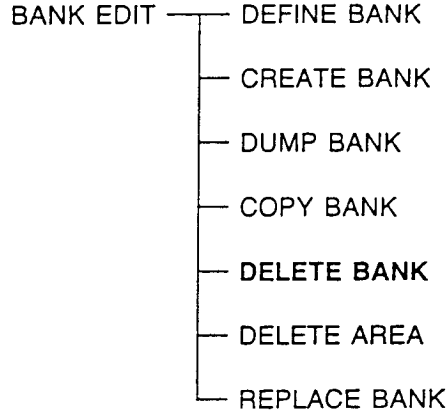 BANK EDIT DEFINE BANK
CREATE BANK
DUMP BANK
COPY BANK
DELETE BANK
DELETE AREA
REPLACE BANK